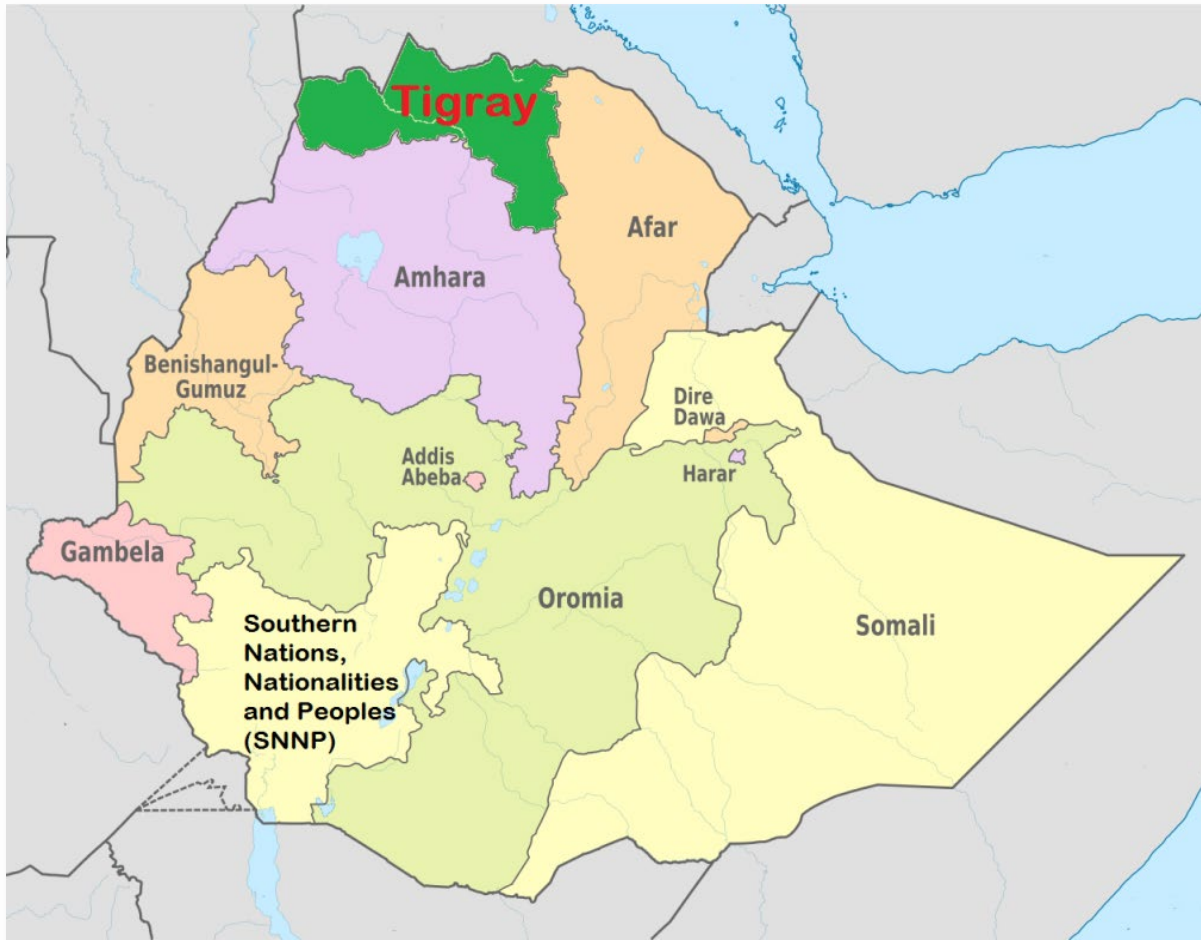 Tigray
Afar
Amhara
Benishangul-
Gumuz
Dire
Dawa
Addis
Abeba
Harar
Gambela
Oromia
Southern
Nations,
Nationalities
and Peoples
(SNNP)
Somali